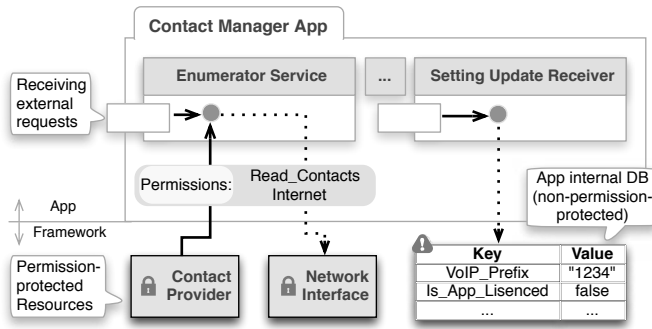 Contact Manager App
Receiving
external
requests
Enumerator Service
...
Setting Update Receiver
Permissions:
Read_Contacts
Internet
App internal DB
(non-permission-
protected)
App
Framework
Permission-
protected
Resources
Contact
Provider
Network
Interface
Key Value
VoIP_Prefix "1234"
Is_App_Lisenced false
... ...